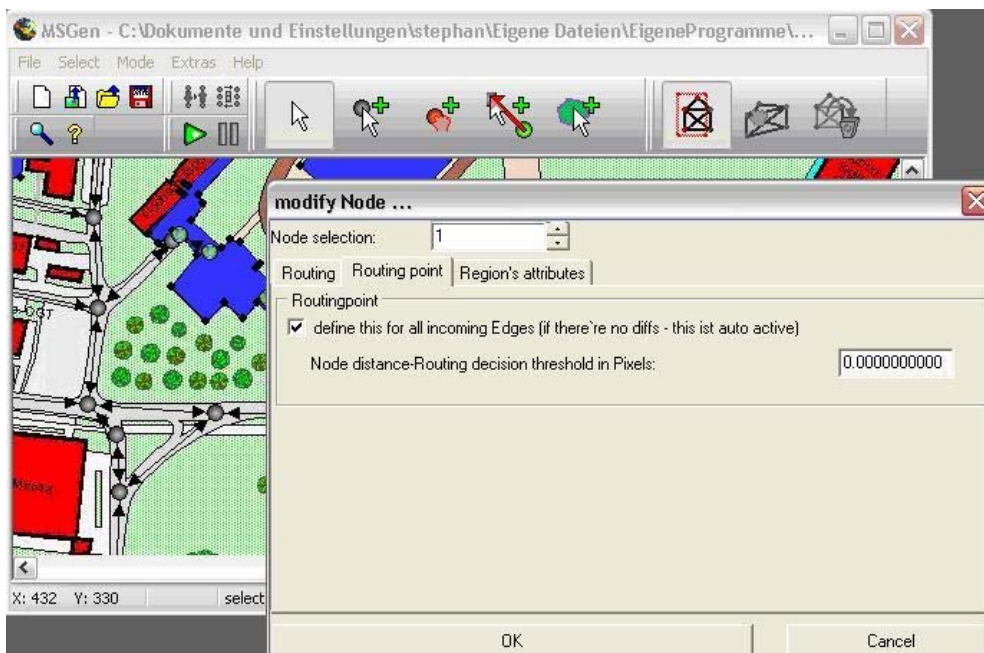 MSGen - C:\Dokumente und Einstellungen\stephan\Eigene Dateien\EigeneProgramme\...
File Select Mode Extras Help
modify Node ...
Node selection: 1
Routing Routing point Region's attributes
Routingpoint
define this for all incoming Edges (if there`re no diffs - this ist auto active)
Node distance-Routing decision threshold in Pixels: 0.0000000000
Mensa
X: 432 Y: 330 select
OK Cancel